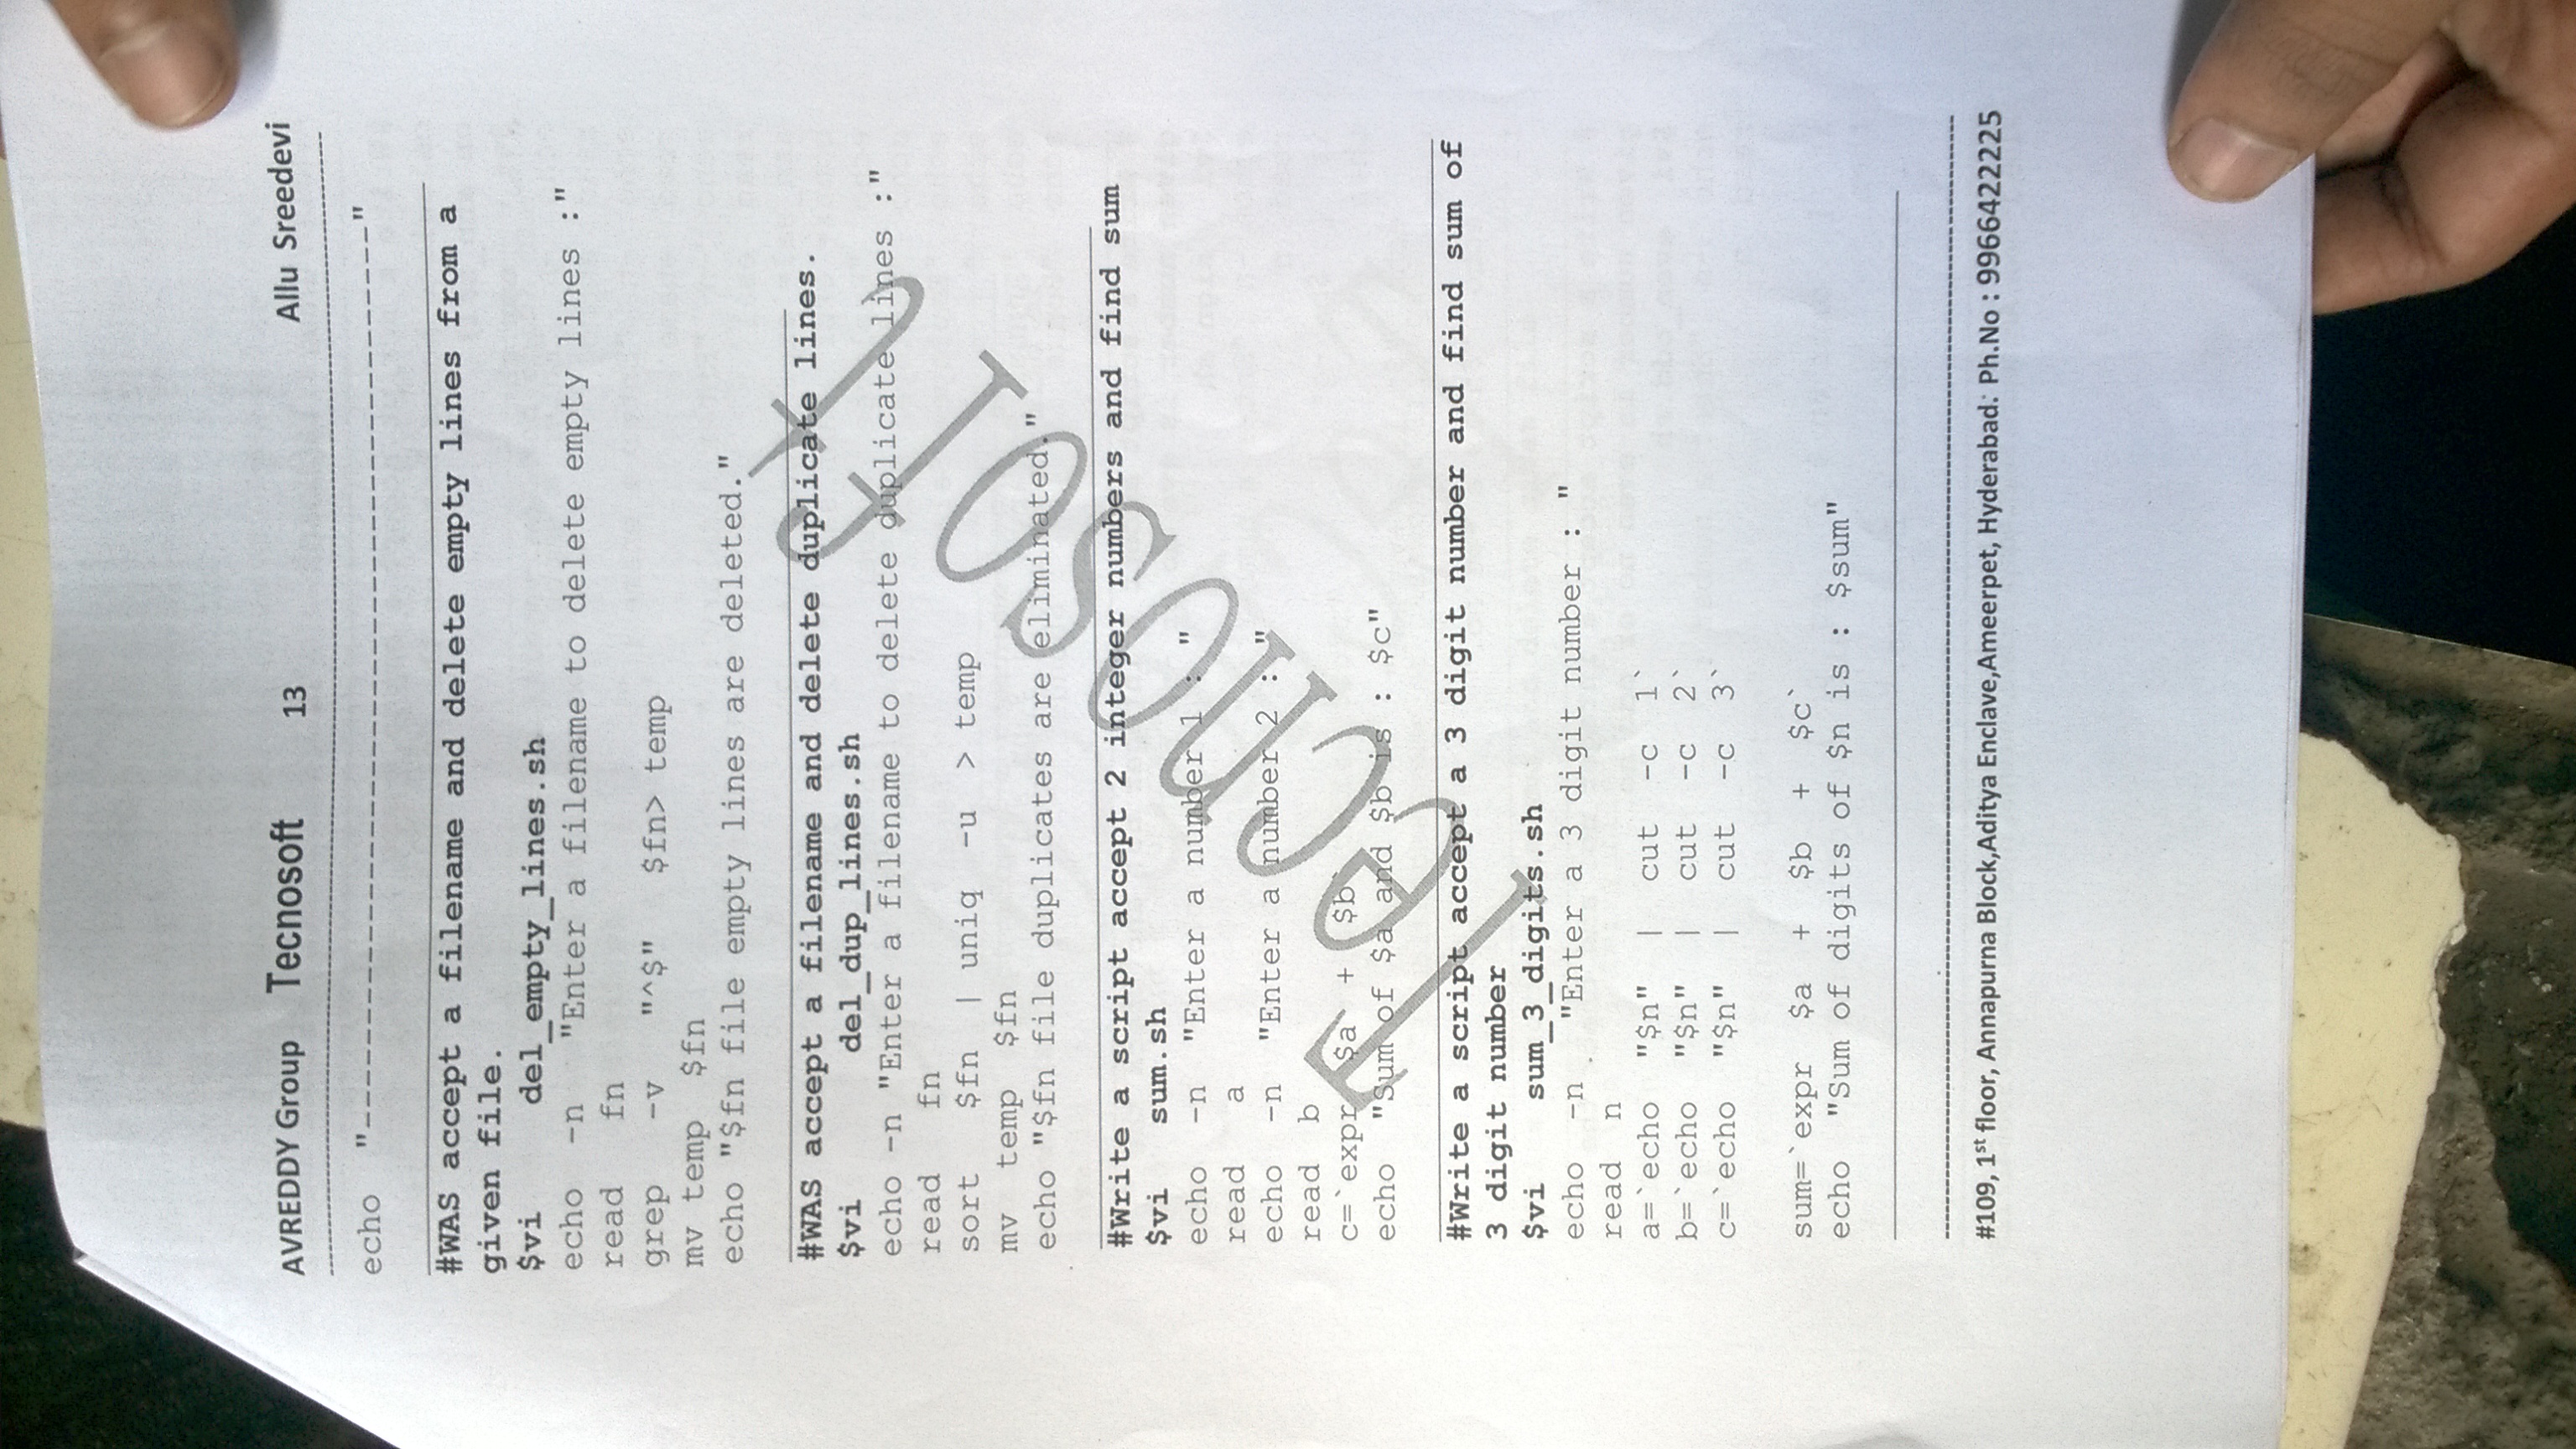 AVREDDY Group Tecnosoft 13 Allu Sreedevi
echo "--------------------------------------------"
#WAS accept a filename and delete empty lines from a
given file.
$vi del_empty_lines.sh
echo -n "Enter a filename to delete empty lines :"
read fn
grep -v "^$" $fn> temp
mv temp $fn
echo "$fn file empty lines are deleted."
#WAS accept a filename and delete duplicate lines.
$vi del_dup_lines.sh
echo -n "Enter a filename to delete duplicate lines :"
read fn
sort $fn | uniq -u > temp
mv temp $fn
echo "$fn file duplicates are eliminated."
#Write a script accept 2 integer numbers and find sum
$vi sum.sh
echo -n "Enter a number 1 : "
read a
echo -n "Enter a number 2 : "
read b
c=`expr $a + $b`
echo "Sum of $a and $b is : $c"
#Write a script accept a 3 digit number and find sum of
3 digit number
$vi sum_3_digits.sh
echo -n "Enter a 3 digit number : "
read n
a=`echo "$n" | cut -c 1`
b=`echo "$n" | cut -c 2`
c=`echo "$n" | cut -c 3`
sum=`expr $a + $b + $c`
echo "Sum of digits of $n is : $sum"
#109, 1st floor, Annapurna Block,Aditya Enclave,Ameerpet, Hyderabad. Ph.No : 9966422225
Tecnosoft